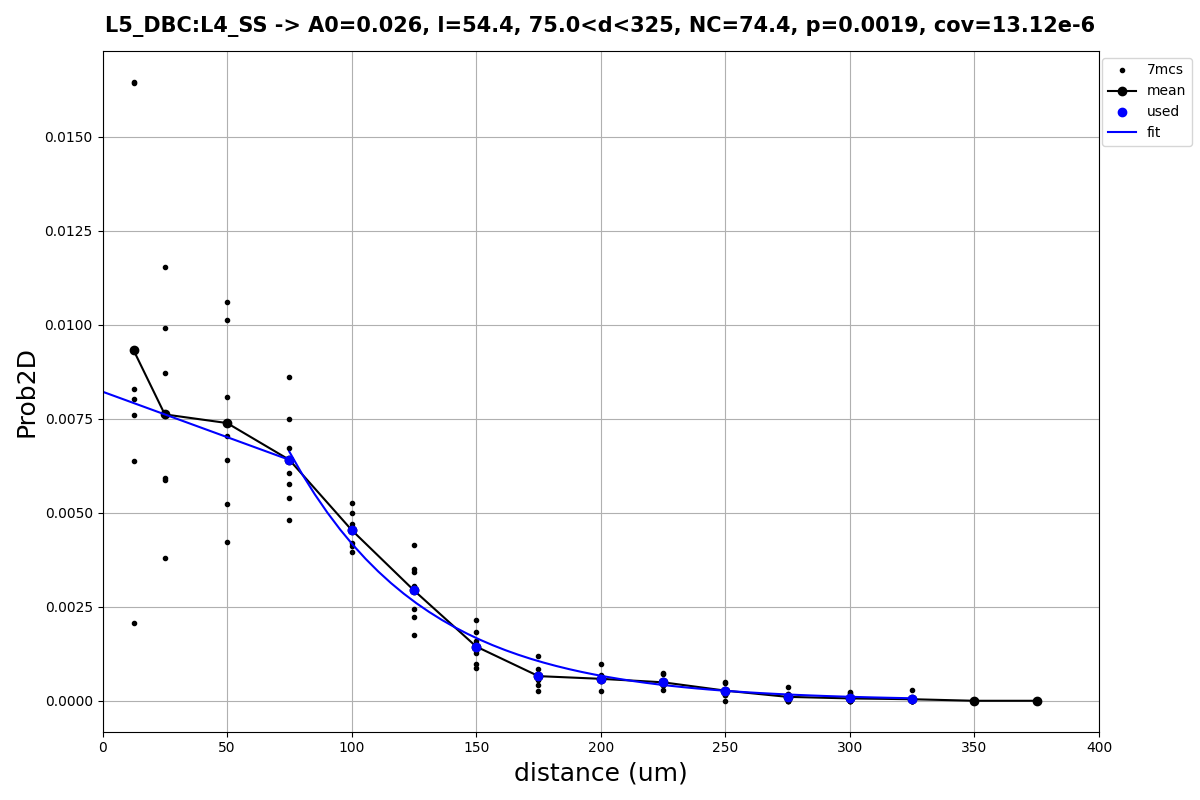 L5_DBC:L4_SS -> A0=0.026, l=54.4, 75.0<d<325, NC=74.4, p=0.0019, cov=13.12e-6
7mcs
mean
used
fit
0.0150
0.0125
0.0100
0.0075
0.0050
0.0025
0.0000
Prob2D
0 50 100 150 200 250 300 350 400
distance (um)